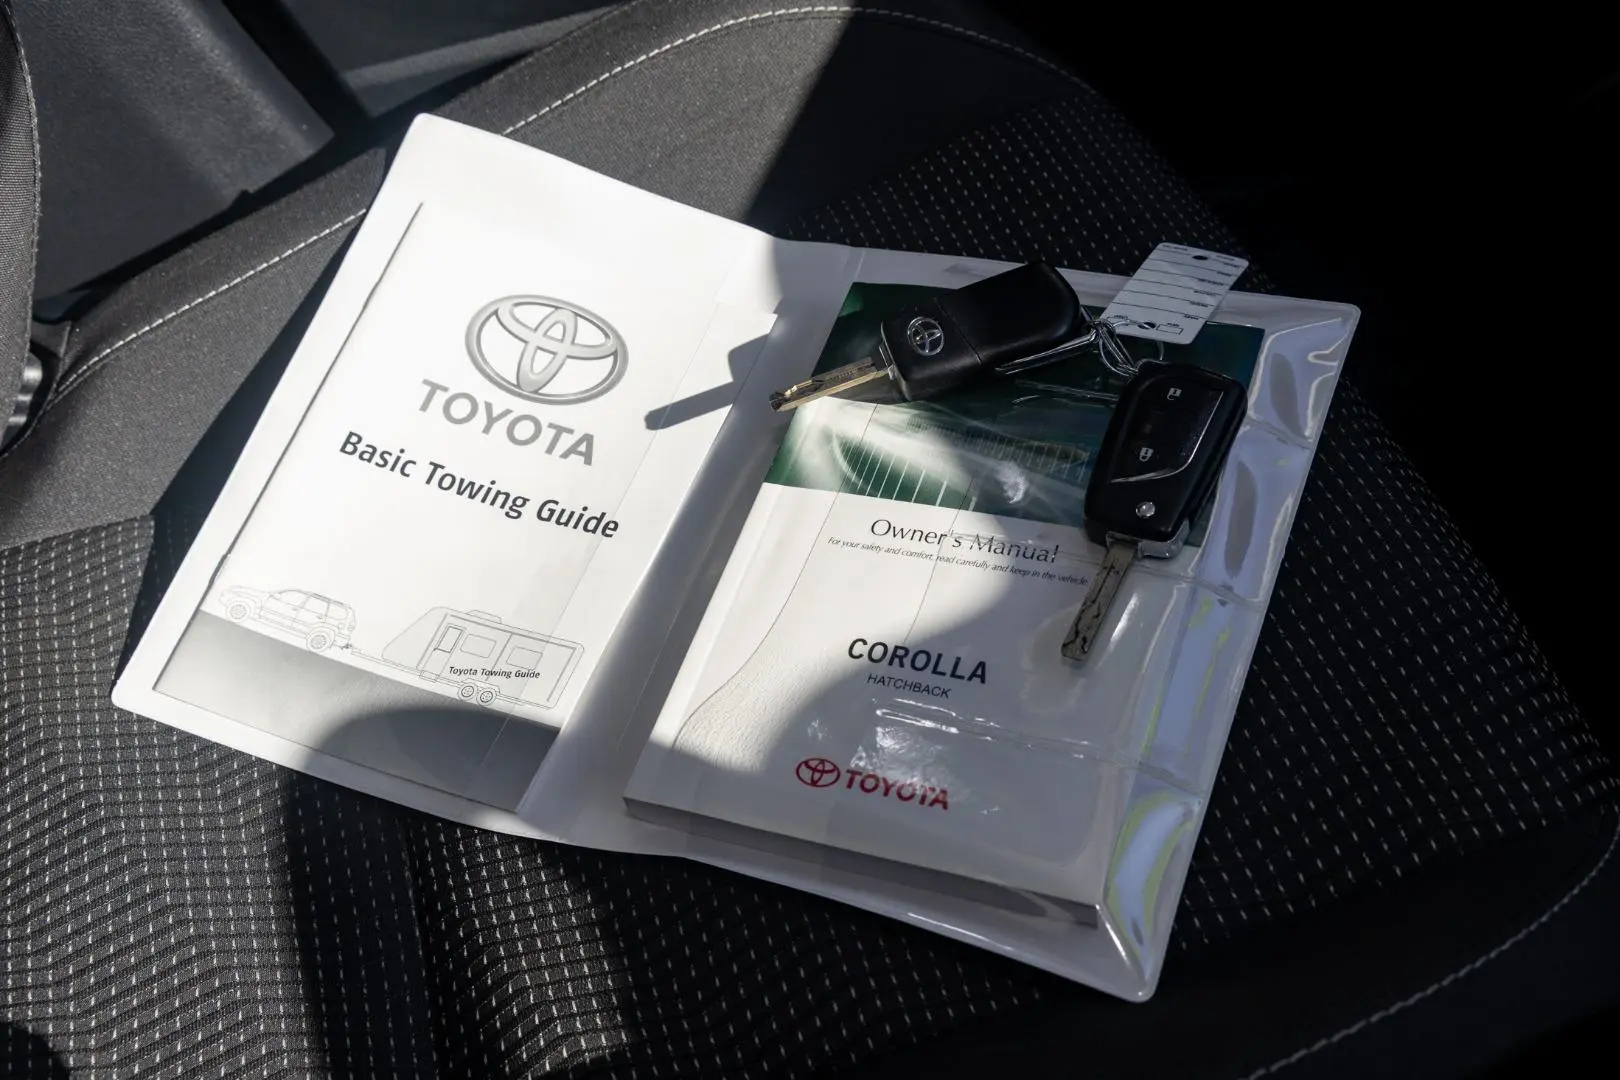 TOYOTA
Basic Towing Guide
Toyota Towing Guide
Owner's Manual
For your safety and comfort, read carefully and keep in the vehicle.
COROLLA
HATCHBACK
TOYOTA